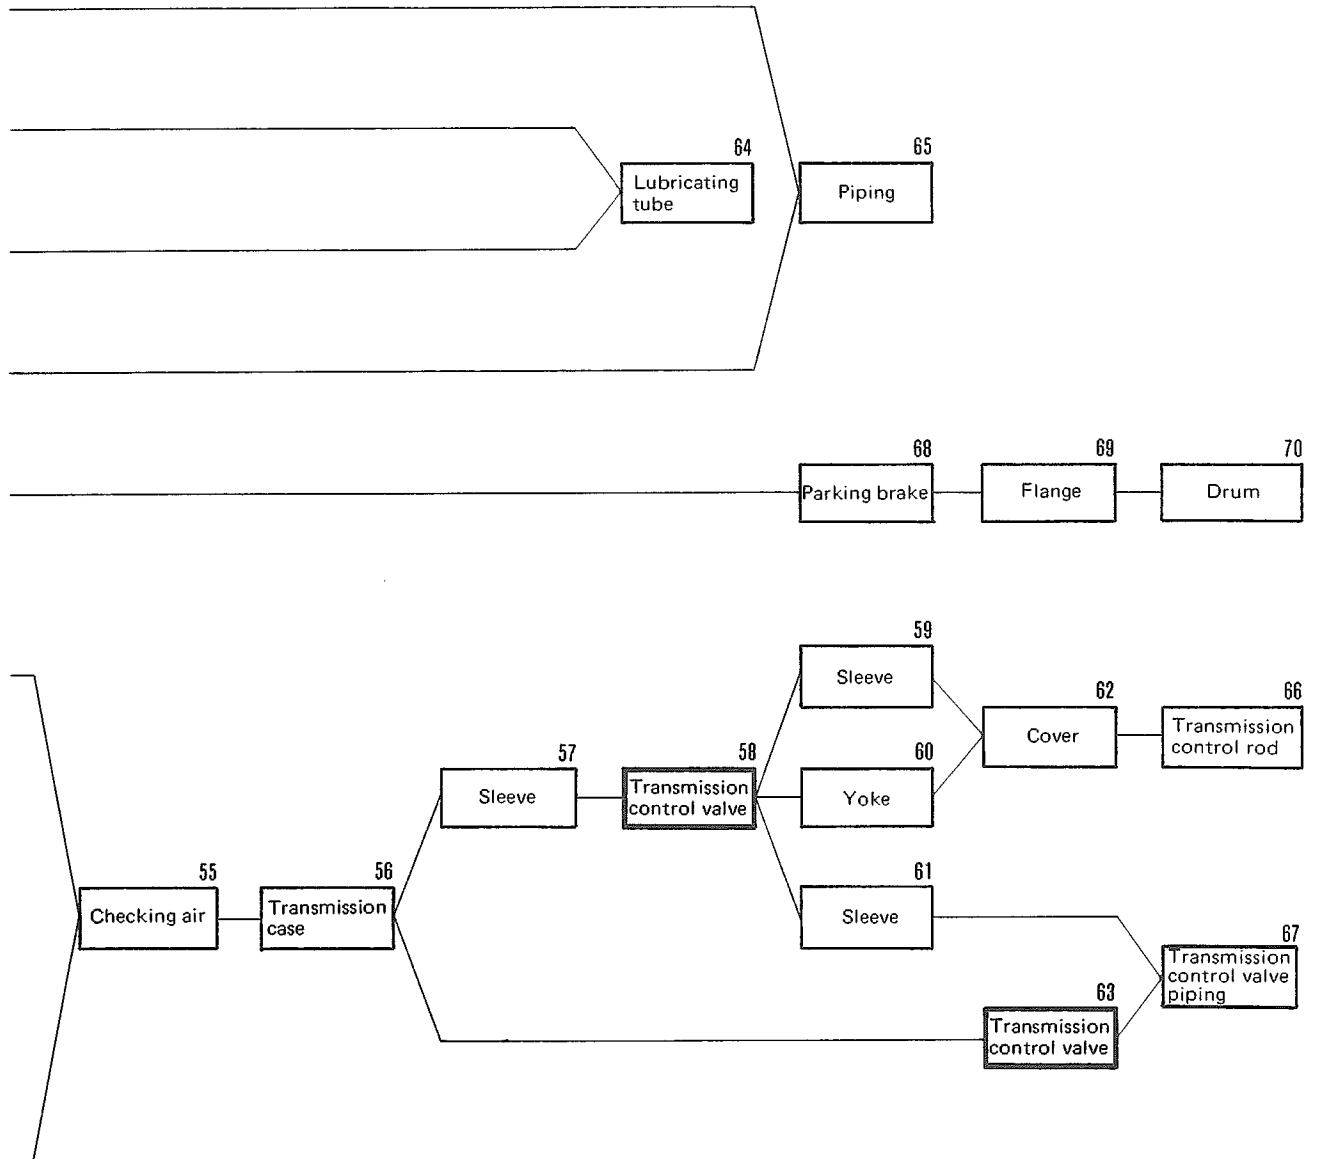 64
Lubricating
tube
65
Piping
68
Parking brake
69
Flange
70
Drum
59
Sleeve
62
Cover
66
Transmission
control rod
57
Sleeve
58
Transmission
control valve
60
Yoke
55
Checking air
56
Transmission
case
61
Sleeve
67
Transmission
control valve
piping
63
Transmission
control valve